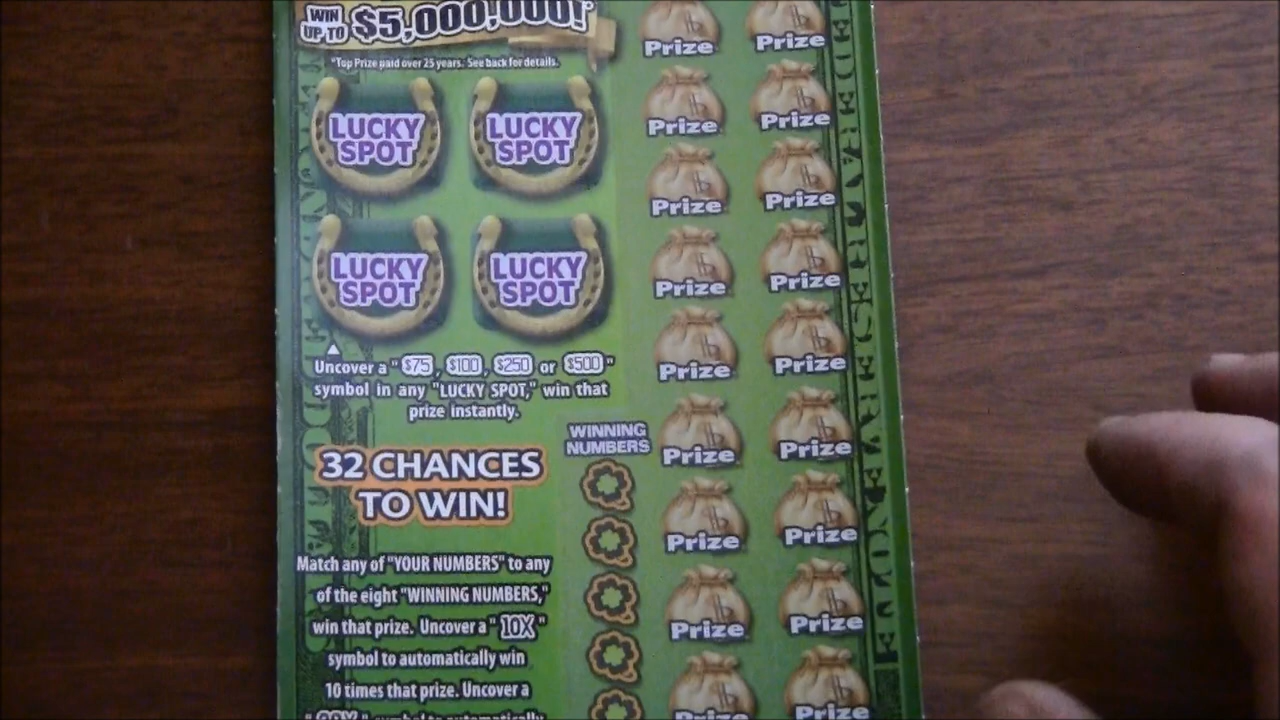 WIN
UP TO $5,000,000!*
*Top Prize paid over 25 years. See back for details.
LUCKY
SPOT
LUCKY
SPOT
LUCKY
SPOT
LUCKY
SPOT
Uncover a "$75, $100, $250 or $500"
symbol in any "LUCKY SPOT," win that
prize instantly.
32 CHANCES
TO WIN!
Match any of "YOUR NUMBERS" to any
of the eight "WINNING NUMBERS,"
win that prize. Uncover a "10X"
symbol to automatically win
10 times that prize. Uncover a
symbol to automatically
WINNING
NUMBERS
Prize Prize
Prize Prize
Prize Prize
Prize Prize
Prize Prize
Prize Prize
Prize Prize
Prize Prize
Prize Prize